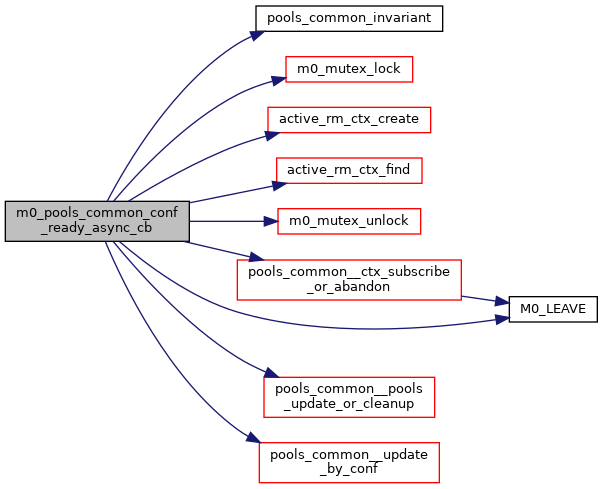 pools_common_invariant
m0_mutex_lock
active_rm_ctx_create
active_rm_ctx_find
m0_pools_common_conf
_ready_async_cb
m0_mutex_unlock
pools_common__ctx_subscribe
_or_abandon
M0_LEAVE
pools_common__pools
_update_or_cleanup
pools_common__update
_by_conf